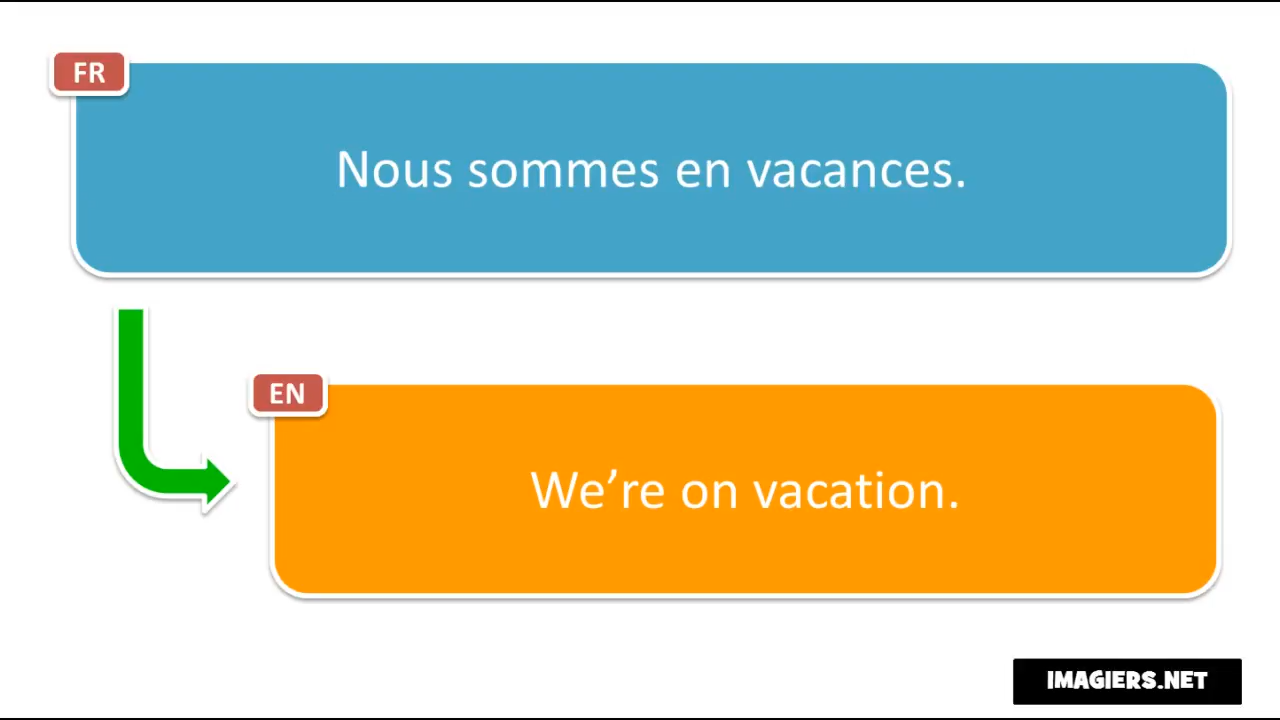 FR
Nous sommes en vacances.
EN
We’re on vacation.
IMAGIERS.NET